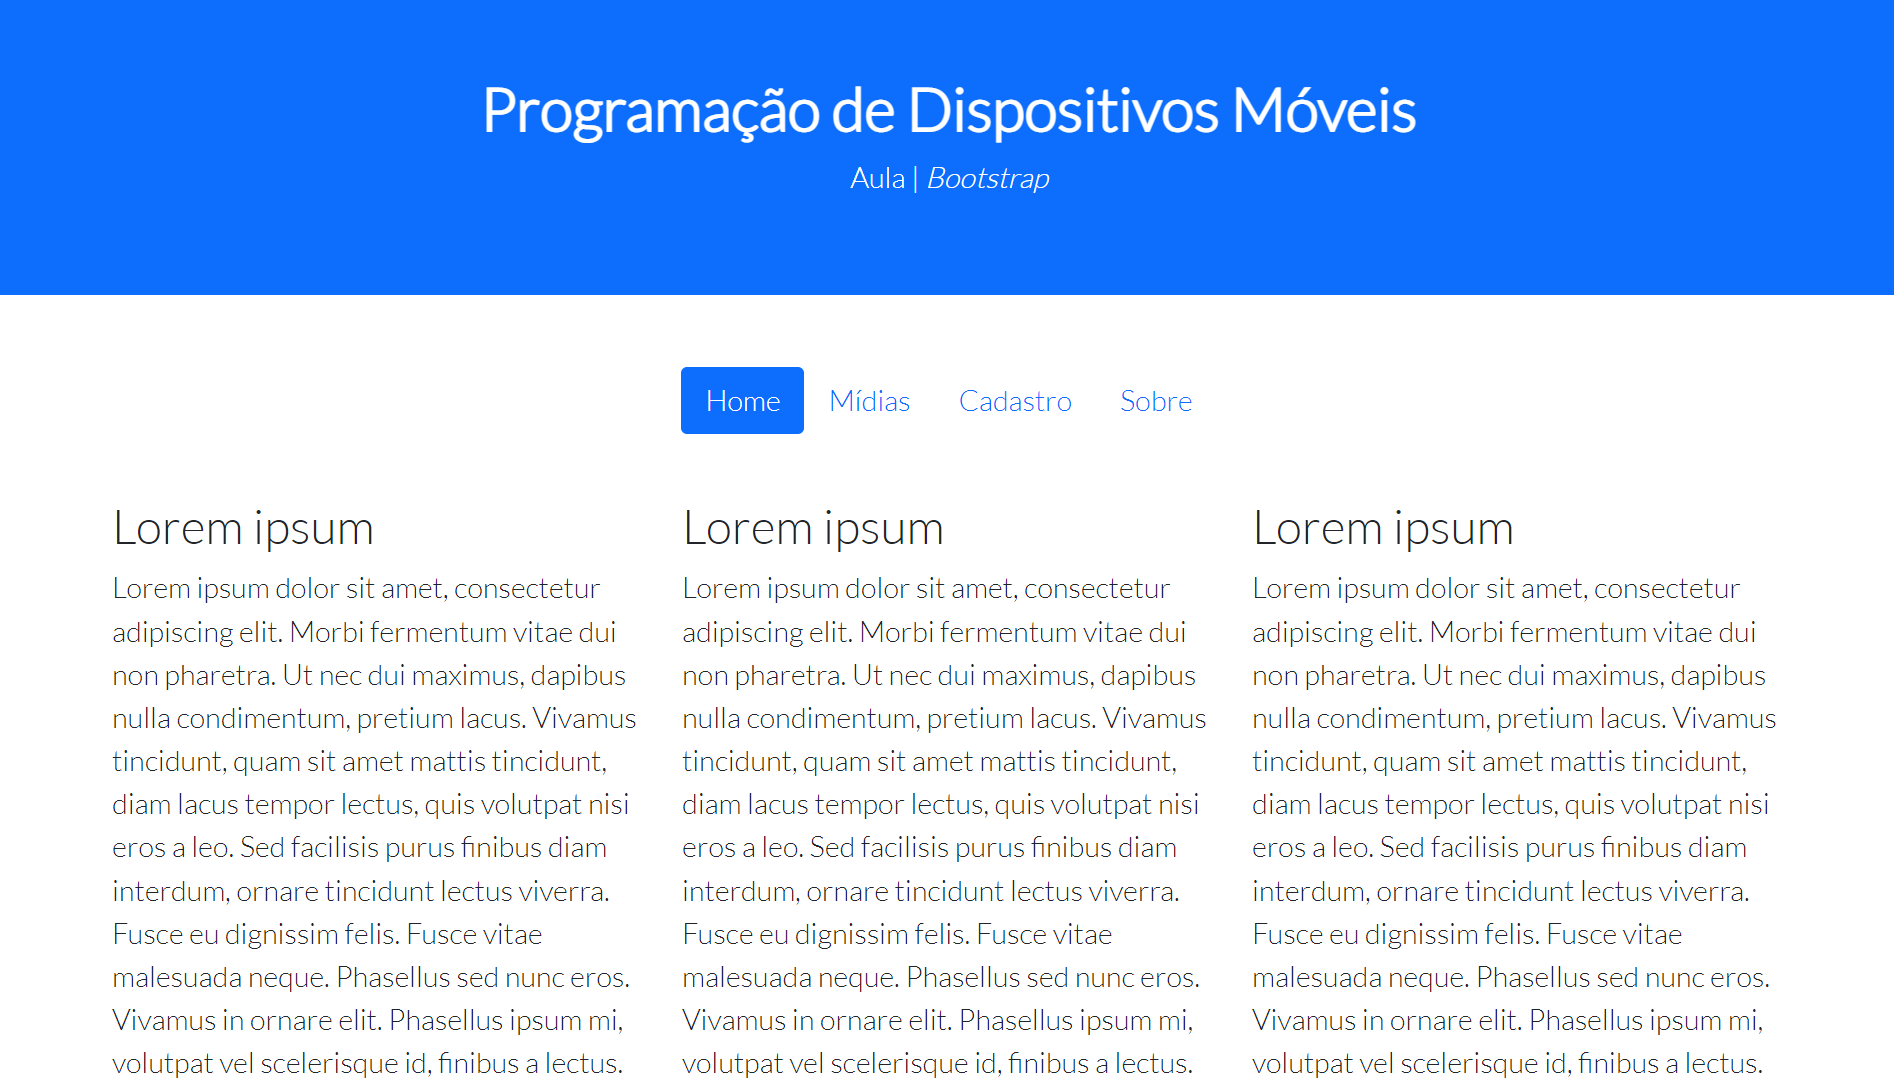 Programação de Dispositivos Móveis
Aula | Bootstrap
Home Mídias Cadastro Sobre
Lorem ipsum
Lorem ipsum dolor sit amet, consectetur
adipiscing elit. Morbi fermentum vitae dui
non pharetra. Ut nec dui maximus, dapibus
nulla condimentum, pretium lacus. Vivamus
tincidunt, quam sit amet mattis tincidunt,
diam lacus tempor lectus, quis volutpat nisi
eros a leo. Sed facilisis purus finibus diam
interdum, ornare tincidunt lectus viverra.
Fusce eu dignissim felis. Fusce vitae
malesuada neque. Phasellus sed nunc eros.
Vivamus in ornare elit. Phasellus ipsum mi,
volutpat vel scelerisque id, finibus a lectus.
Lorem ipsum
Lorem ipsum dolor sit amet, consectetur
adipiscing elit. Morbi fermentum vitae dui
non pharetra. Ut nec dui maximus, dapibus
nulla condimentum, pretium lacus. Vivamus
tincidunt, quam sit amet mattis tincidunt,
diam lacus tempor lectus, quis volutpat nisi
eros a leo. Sed facilisis purus finibus diam
interdum, ornare tincidunt lectus viverra.
Fusce eu dignissim felis. Fusce vitae
malesuada neque. Phasellus sed nunc eros.
Vivamus in ornare elit. Phasellus ipsum mi,
volutpat vel scelerisque id, finibus a lectus.
Lorem ipsum
Lorem ipsum dolor sit amet, consectetur
adipiscing elit. Morbi fermentum vitae dui
non pharetra. Ut nec dui maximus, dapibus
nulla condimentum, pretium lacus. Vivamus
tincidunt, quam sit amet mattis tincidunt,
diam lacus tempor lectus, quis volutpat nisi
eros a leo. Sed facilisis purus finibus diam
interdum, ornare tincidunt lectus viverra.
Fusce eu dignissim felis. Fusce vitae
malesuada neque. Phasellus sed nunc eros.
Vivamus in ornare elit. Phasellus ipsum mi,
volutpat vel scelerisque id, finibus a lectus.